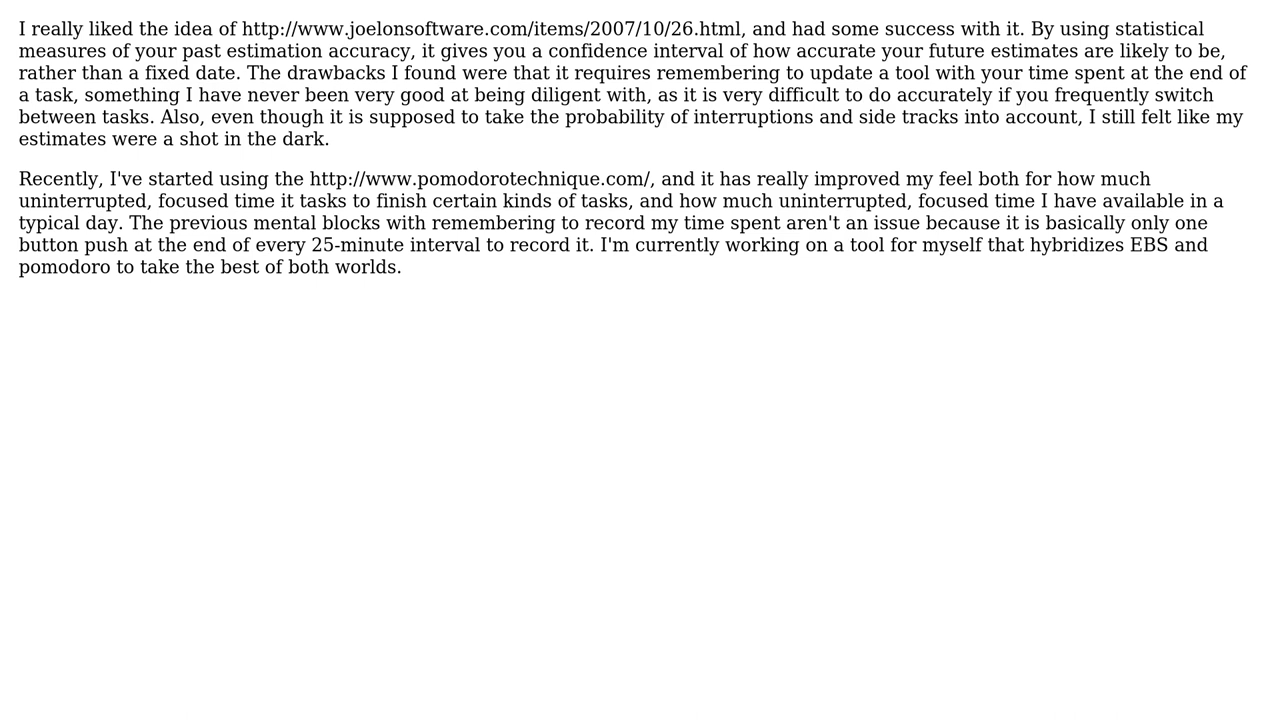 I really liked the idea of http://www.joelonsoftware.com/items/2007/10/26.html, and had some success with it. By using statistical
measures of your past estimation accuracy, it gives you a confidence interval of how accurate your future estimates are likely to be,
rather than a fixed date. The drawbacks I found were that it requires remembering to update a tool with your time spent at the end of
a task, something I have never been very good at being diligent with, as it is very difficult to do accurately if you frequently switch
between tasks. Also, even though it is supposed to take the probability of interruptions and side tracks into account, I still felt like my
estimates were a shot in the dark.
Recently, I've started using the http://www.pomodorotechnique.com/, and it has really improved my feel both for how much
uninterrupted, focused time it tasks to finish certain kinds of tasks, and how much uninterrupted, focused time I have available in a
typical day. The previous mental blocks with remembering to record my time spent aren't an issue because it is basically only one
button push at the end of every 25-minute interval to record it. I'm currently working on a tool for myself that hybridizes EBS and
pomodoro to take the best of both worlds.